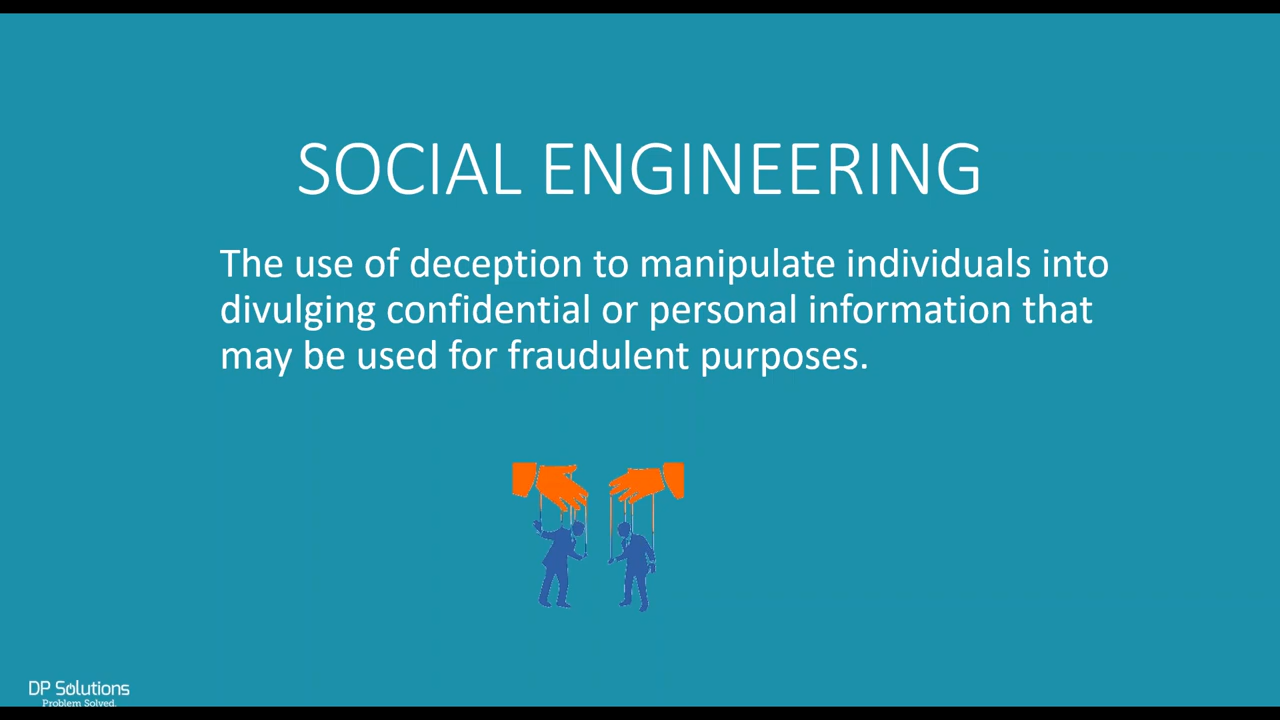 SOCIAL ENGINEERING
The use of deception to manipulate individuals into
divulging confidential or personal information that
may be used for fraudulent purposes.
DP Solutions
Problem Solved.